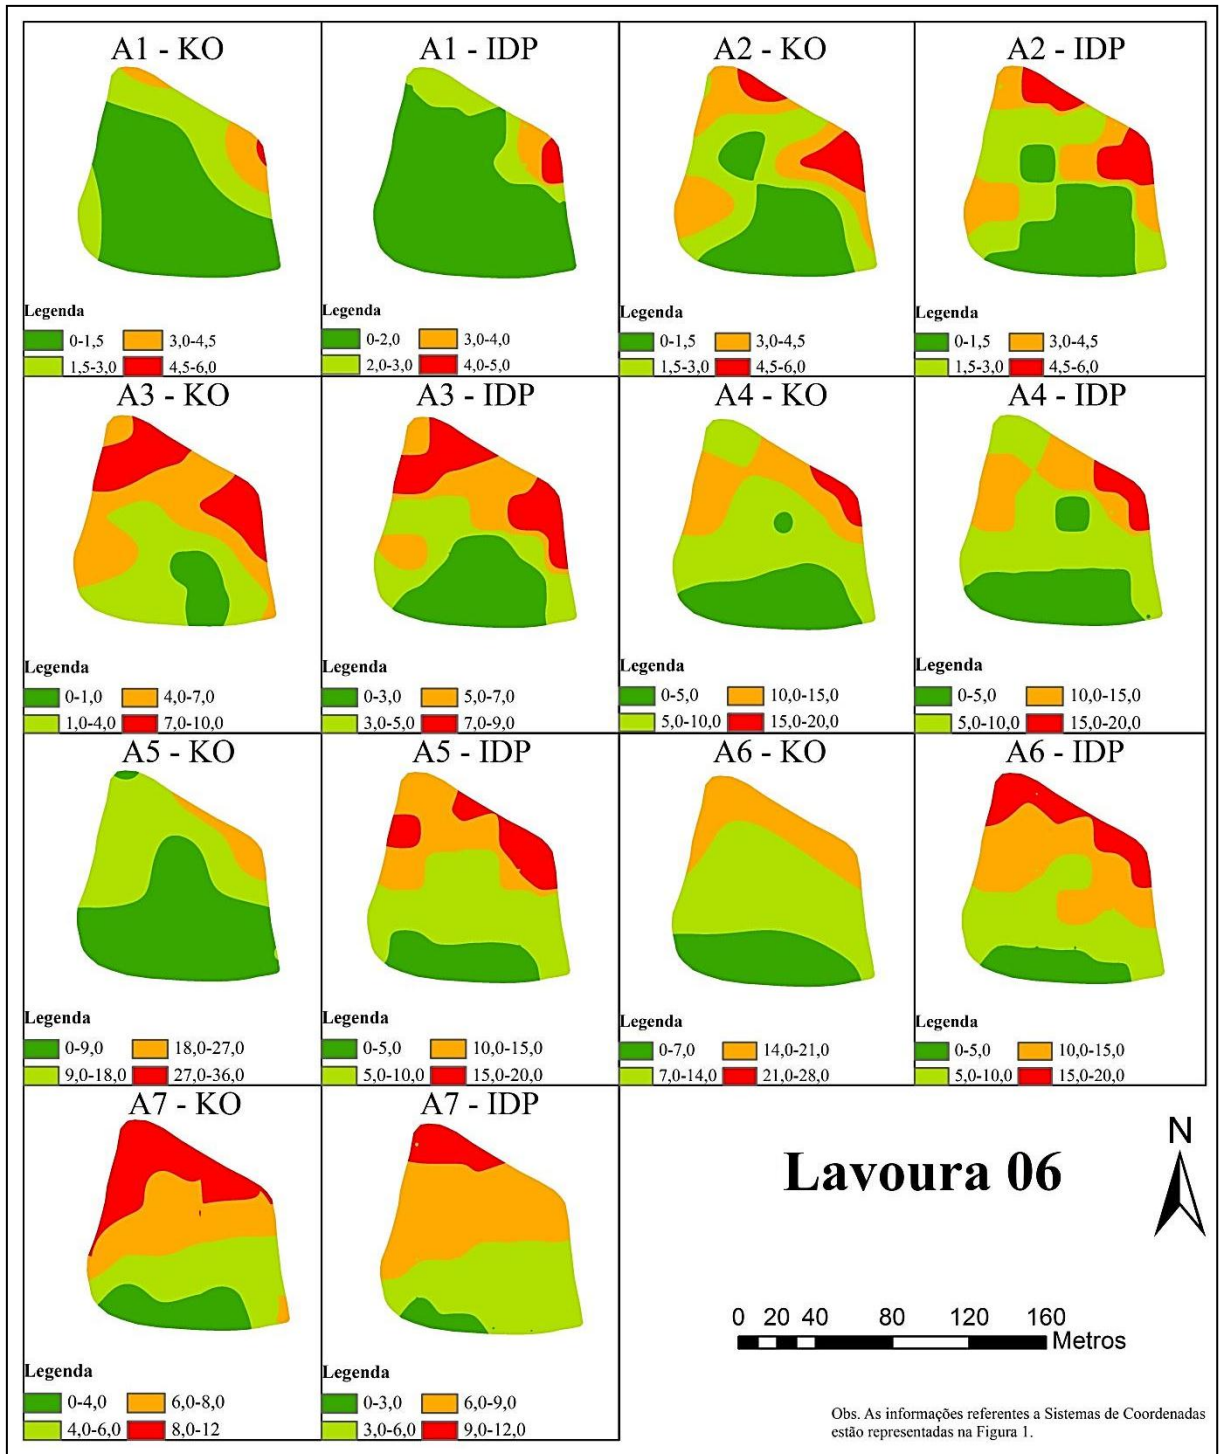 A1 - KO
A1 - IDP
A2 - KO
A2 - IDP
Legenda
0-1,5
3,0-4,5
1,5-3,0
4,5-6,0
Legenda
0-2,0
3,0-4,0
2,0-3,0
4,0-5,0
Legenda
0-1,5
3,0-4,5
1,5-3,0
4,5-6,0
Legenda
0-1,5
3,0-4,5
1,5-3,0
4,5-6,0
A3 - KO
A3 - IDP
A4 - KO
A4 - IDP
Legenda
0-1,0
4,0-7,0
1,0-4,0
7,0-10,0
Legenda
0-3,0
5,0-7,0
3,0-5,0
7,0-9,0
Legenda
0-5,0
10,0-15,0
5,0-10,0
15,0-20,0
Legenda
0-5,0
10,0-15,0
5,0-10,0
15,0-20,0
A5 - KO
A5 - IDP
A6 - KO
A6 - IDP
Legenda
0-9,0
18,0-27,0
9,0-18,0
27,0-36,0
Legenda
0-5,0
10,0-15,0
5,0-10,0
15,0-20,0
Legenda
0-7,0
14,0-21,0
7,0-14,0
21,0-28,0
Legenda
0-5,0
10,0-15,0
5,0-10,0
15,0-20,0
A7 - KO
A7 - IDP
Legenda
0-4,0
6,0-8,0
4,0-6,0
8,0-12
Legenda
0-3,0
6,0-9,0
3,0-6,0
9,0-12,0
Lavoura 06
N
0 20 40 80 120 160
Metros
Obs. As informações referentes a Sistemas de Coordenadas
estão representadas na Figura 1.